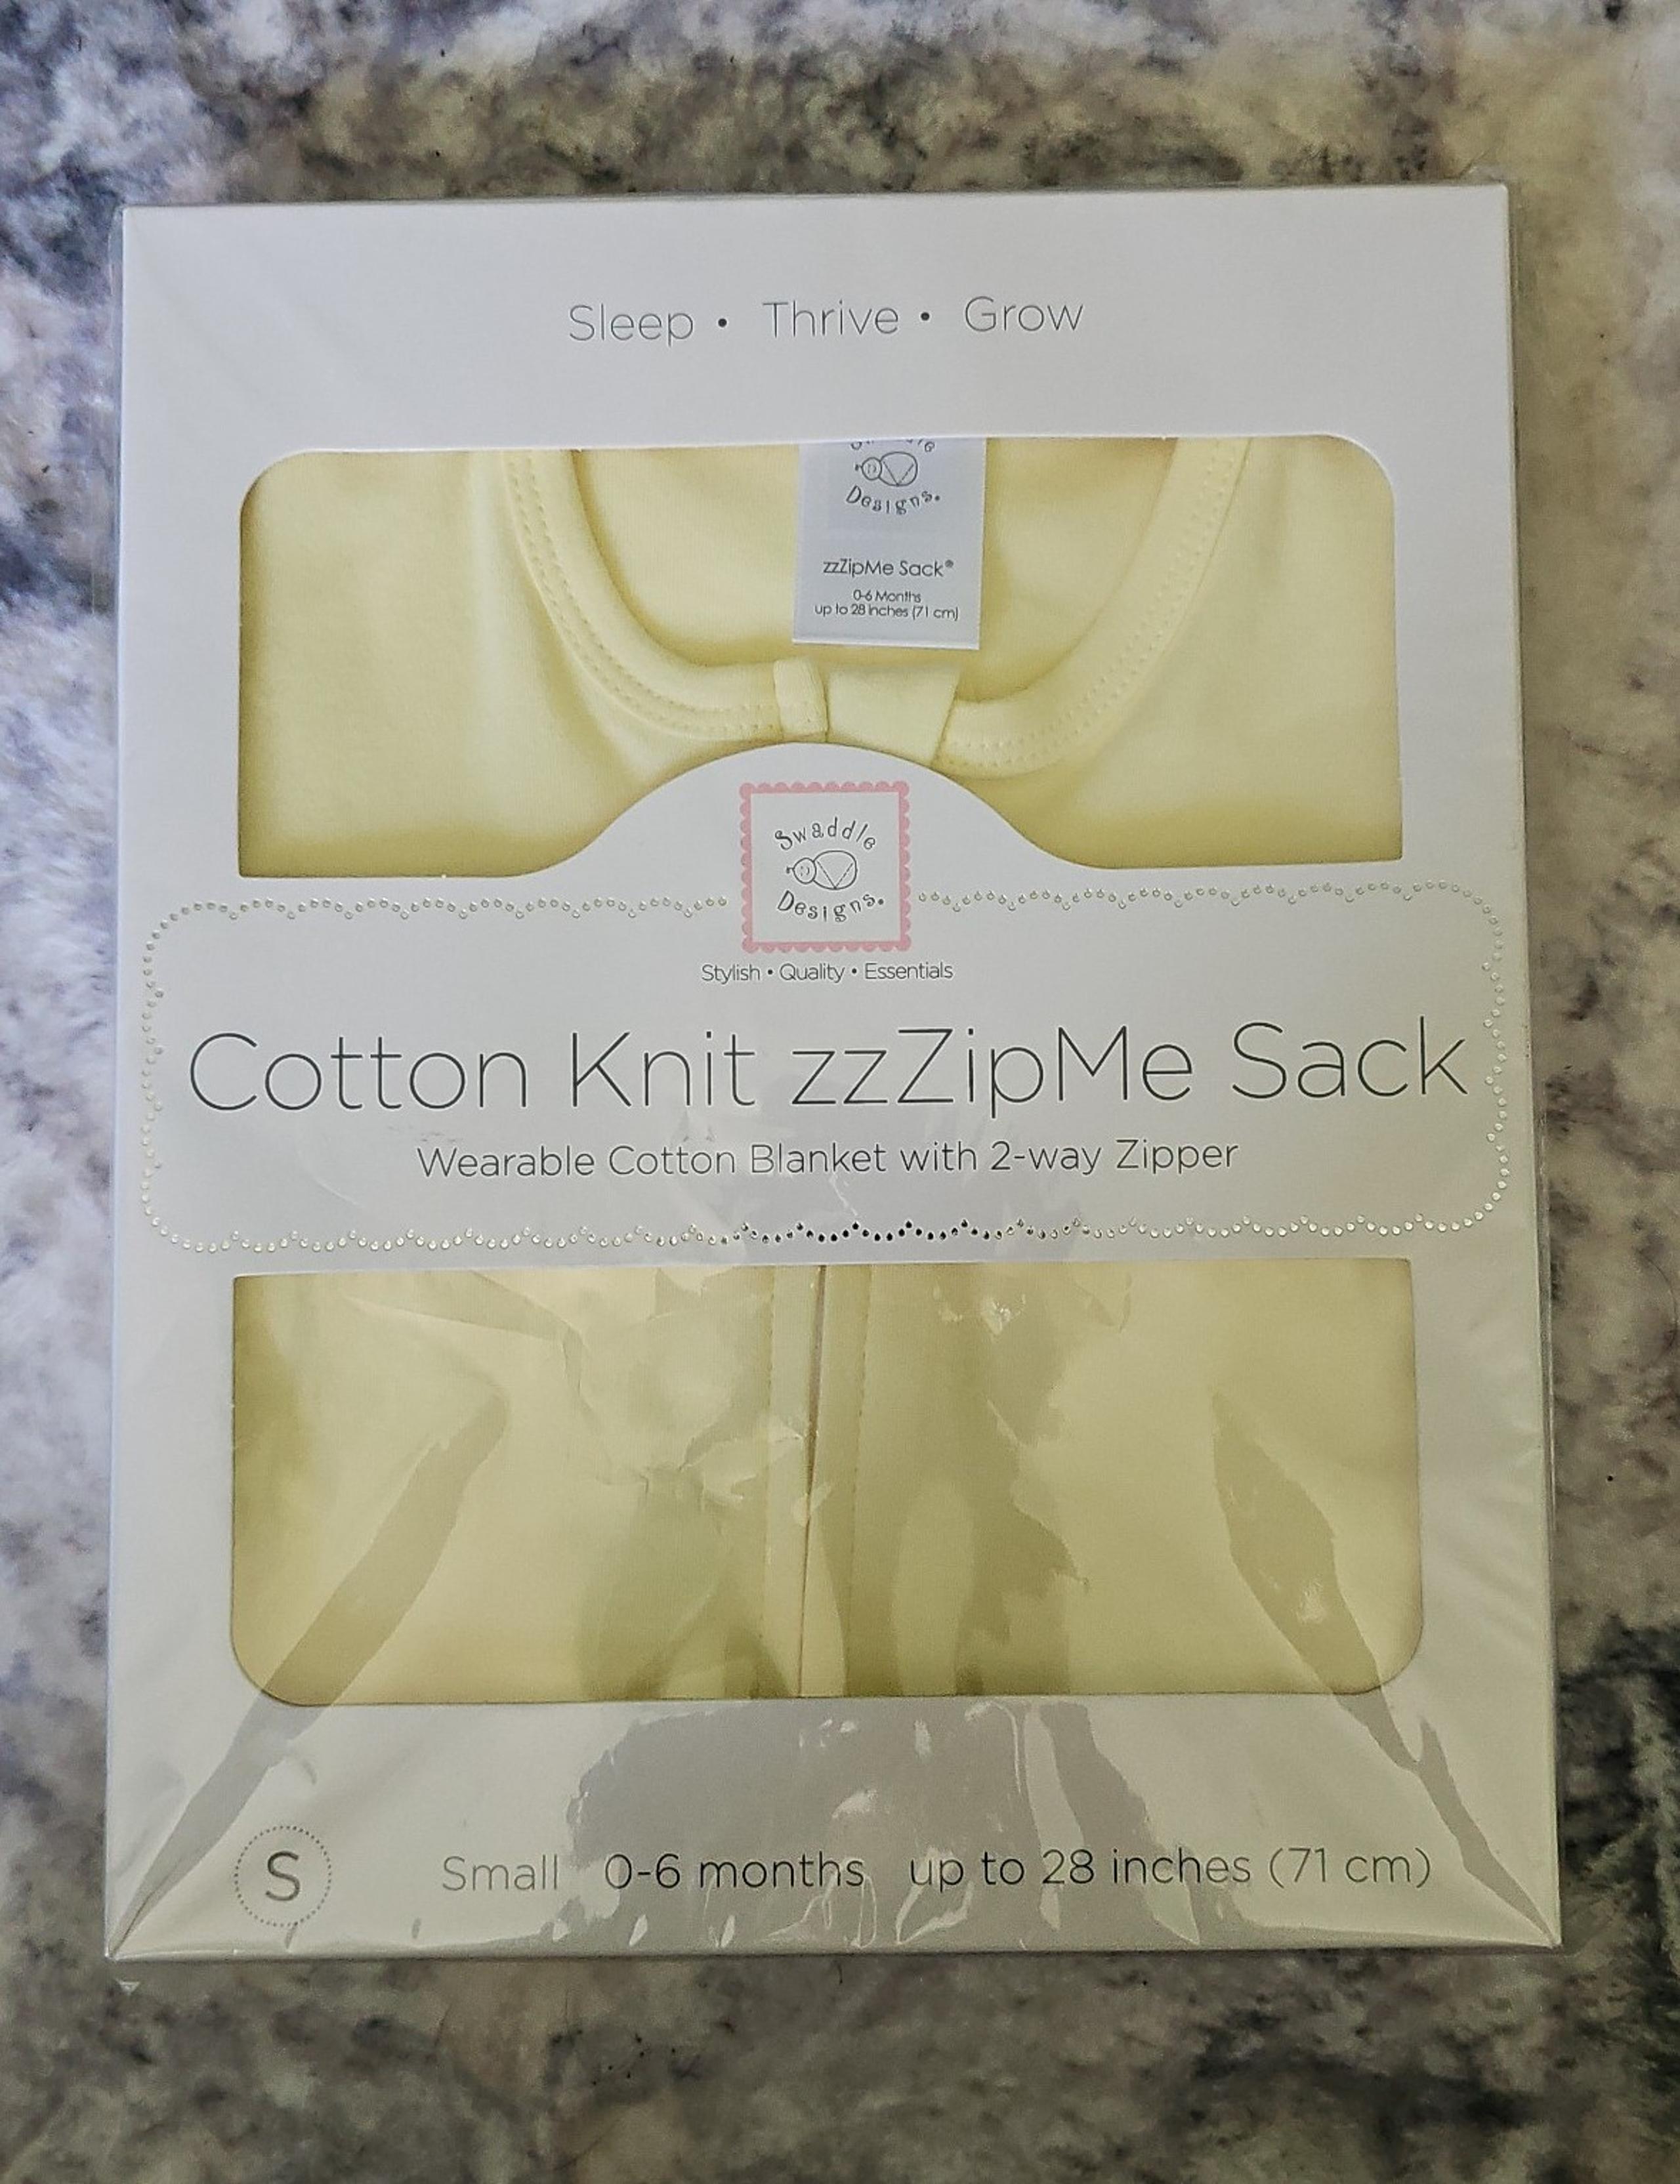 Sleep • Thrive • Grow
Designs.
zzZipMe Sack®
0-6 Months
up to 28 inches (71 cm)
Swaddle
Designs.
Stylish • Quality • Essentials
Cotton Knit zzZipMe Sack
Wearable Cotton Blanket with 2-way Zipper
S Small 0-6 months up to 28 inches (71 cm)